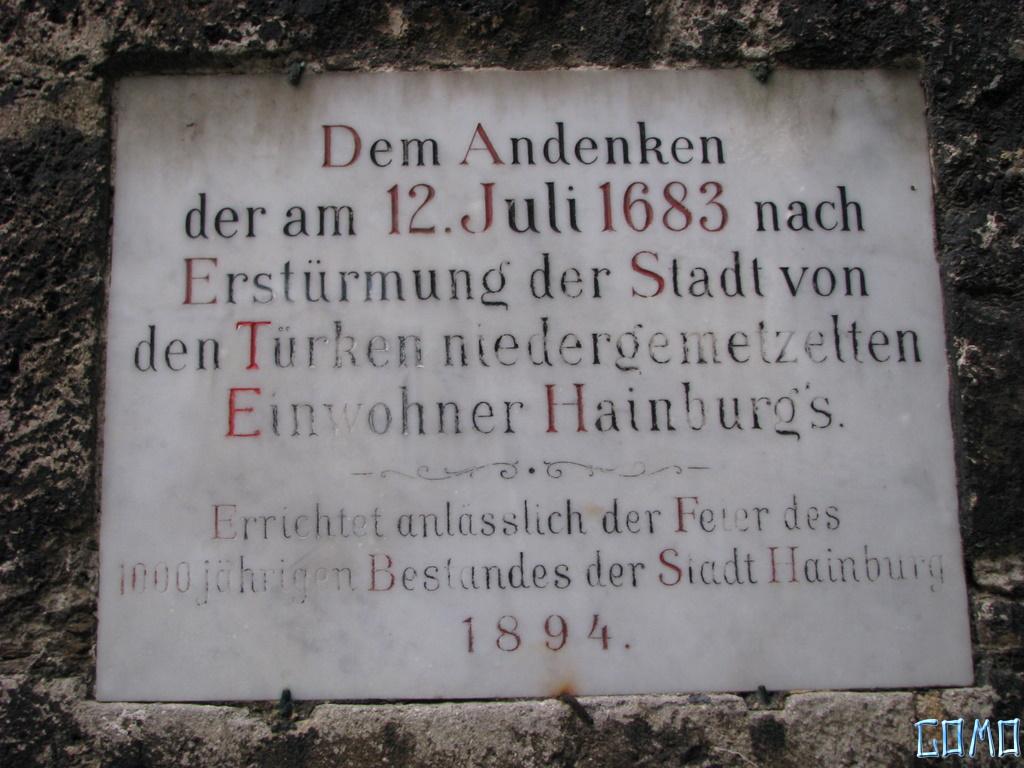 Dem Andenken
der am 12. Juli 1683 nach
Erstürmung der Stadt von
den Türken niedergemetzelten
Einwohner Hainburg's.
Errichtet anlässlich der Feier des
1000 jährigen Bestandes der Stadt Hainburg
1894.
COMO